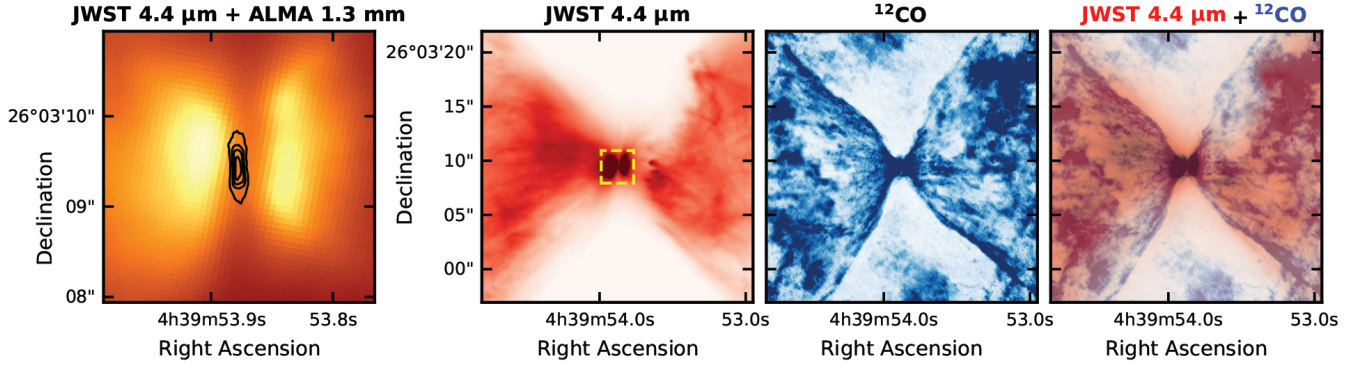 JWST 4.4 μm + ALMA 1.3 mm
JWST 4.4 μm
¹²CO
JWST 4.4 μm + ¹²CO
26°03'10"
09"
08"
Declination
4h39m53.9s
53.8s
Right Ascension
26°03'20"
15"
10"
05"
00"
Declination
4h39m54.0s
53.0s
Right Ascension
4h39m54.0s
53.0s
Right Ascension
4h39m54.0s
53.0s
Right Ascension